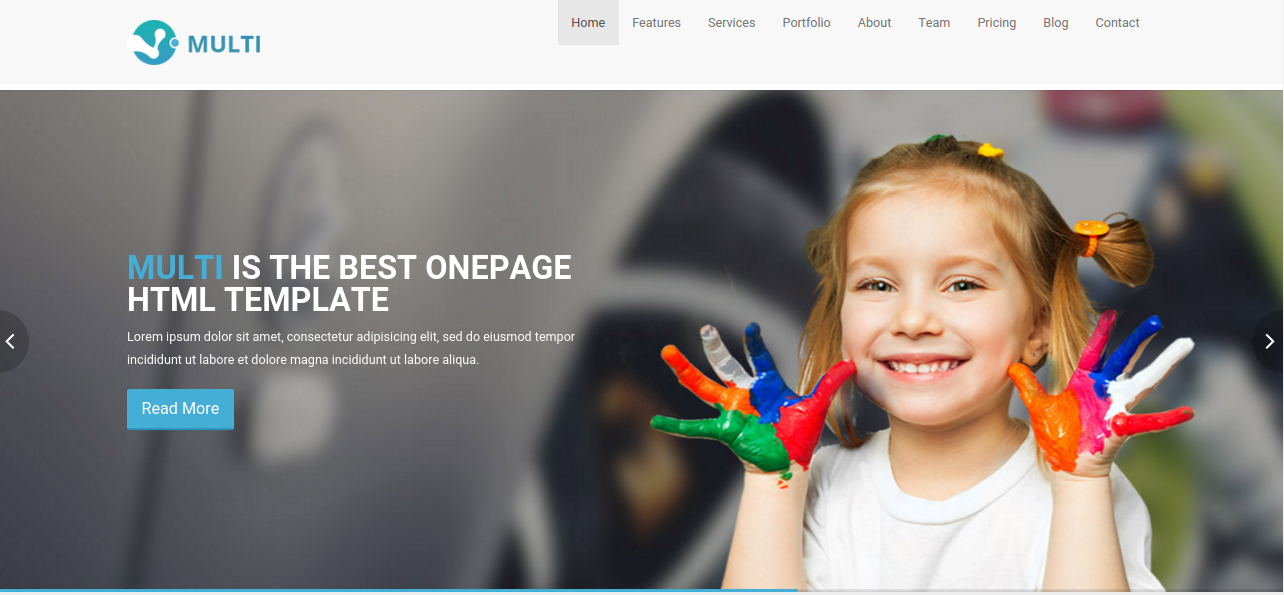 MULTI
Home
Features
Services
Portfolio
About
Team
Pricing
Blog
Contact
MULTI IS THE BEST ONEPAGE
HTML TEMPLATE
Lorem ipsum dolor sit amet, consectetur adipisicing elit, sed do eiusmod tempor
incididunt ut labore et dolore magna incididunt ut labore aliqua.
Read More